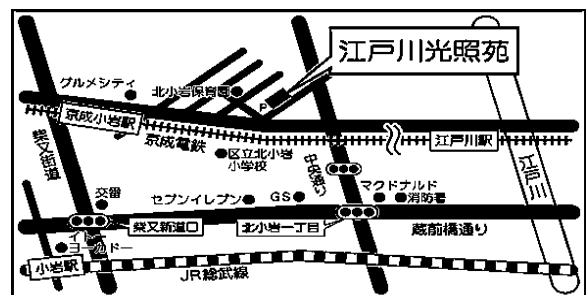 江戸川光照苑
グルメシティ
北小岩保育園
P
京成小岩駅
京成電鉄
江戸川駅
柴又街道
区立北小岩
小学校
中央通り
江戸川
交番
セブンイレブン
GS
マクドナルド
消防署
柴又新道口
北小岩一丁目
蔵前橋通り
イトー
ヨーカドー
小岩駅
JR総武線